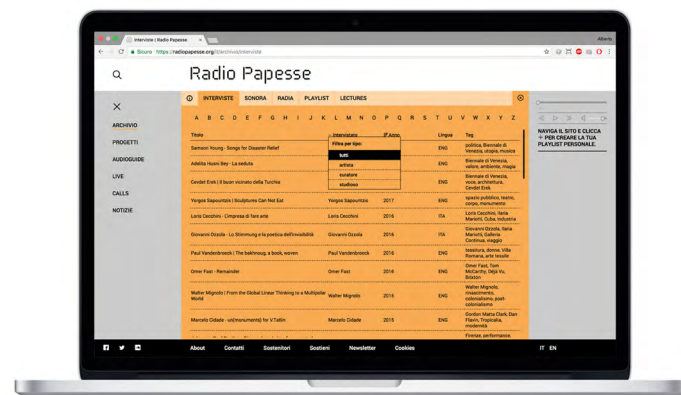 Interviste | Radio Papesse
Alberto
Sicuro https://radiopapesse.org/it/archivio/interviste
Radio Papesse
INTERVISTE SONORA RADIA PLAYLIST LECTURES
A B C D E F G H I J K L M N O P Q R S T U V W X Y Z
ARCHIVIO
PROGETTI
AUDIOGUIDE
LIVE
CALLS
NOTIZIE
Titolo Intervistato Anno Lingua Tag
Filtra per tipo:
tutti
artista
curatore
studioso
Samson Young - Songs for Disaster Relief ENG politica, Biennale di
Venezia, utopia, musica
Adelita Husni Bey - La seduta ENG Biennale di Venezia,
valore, ambiente, magia
Cevdet Erek | Il buon vicinato della Turchia ENG Biennale di Venezia,
voce, architettura,
Cevdet Erek
Yorgos Sapountzis | Sculptures Can Not Eat Yorgos Sapountzis 2017 ENG spazio pubblico, teatro,
corpo, monumento
Loris Cecchini - L'impresa di fare arte Loris Cecchini 2016 ITA Loris Cecchini, Ilaria
Mariotti, Cuba, industria
Giovanni Ozzola - Lo Stimmung e la poetica dell'invisibilità Giovanni Ozzola 2016 ITA Giovanni Ozzola, Ilaria
Mariotti, Galleria
Continua, viaggio
Paul Vandenbroeck | The bakhnoug, a book, woven Paul Vandenbroeck 2016 ENG tessitura, donne, Villa
Romana, arte tessile
Omer Fast - Remainder Omer Fast 2016 ENG Omer Fast, Tom
McCarthy, Déjà Vu,
Brixton
Walter Mignolo | From the Global Linear Thinking to a Multipolar
World Walter Mignolo 2015 ENG Walter Mignolo,
rinascimento,
colonialismo, post-
colonialismo
Marcelo Cidade - un(monuments) for V.Tatlin Marcelo Cidade 2015 ENG Gordon Matta Clark, Dan
Flavin, Tropicalia,
modernità
Firenze, performance,
NAVIGA IL SITO E CLICCA
+ PER CREARE LA TUA
PLAYLIST PERSONALE.
About Contatti Sostenitori Sostieni Newsletter Cookies IT EN